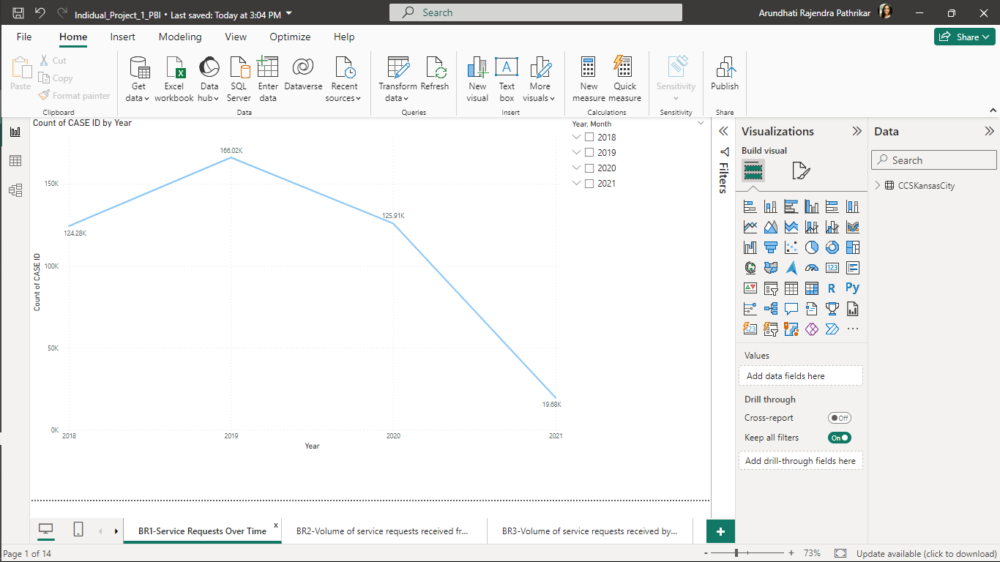 Indidual_Project_1_PBI • Last saved: Today at 3:04 PM
Search
Arundhati Rajendra Pathrikar
File Home Insert Modeling View Optimize Help
Share
Paste
Cut
Copy
Format painter
Clipboard
Get data
Excel workbook
Data hub
SQL Server
Enter data
Dataverse
Recent sources
Data
Transform data
Refresh
Queries
New visual
Text box
More visuals
Insert
New measure
Quick measure
Calculations
Sensitivity
Sensitivity
Publish
Share
Count of CASE ID by Year
166.02K
150K
125.91K
124.28K
100K
Count of CASE ID
50K
19.68K
0K
2018 2019 2020 2021
Year
Year, Month
2018
2019
2020
2021
Filters
Visualizations
Build visual
123
R
Py
123
Values
Add data fields here
Drill through
Cross-report
Off
Keep all filters
On
Add drill-through fields here
Data
Search
CCSKansasCity
BR1-Service Requests Over Time x
BR2-Volume of service requests received fr...
BR3-Volume of service requests received by...
+
Page 1 of 14
- + 73%
Update available (click to download)